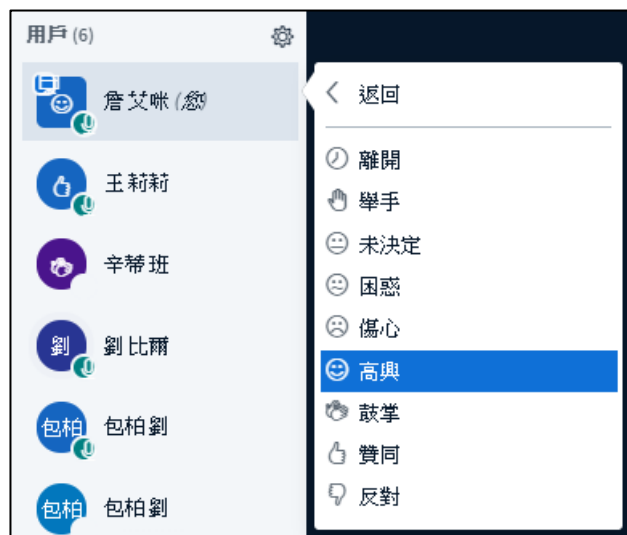 用戶 (6)
詹艾咪 (您)
王莉莉
辛蒂班
劉
劉比爾
包柏
包柏劉
包柏
包柏劉
返回
離開
舉手
未決定
困惑
傷心
高興
鼓掌
贊同
反對